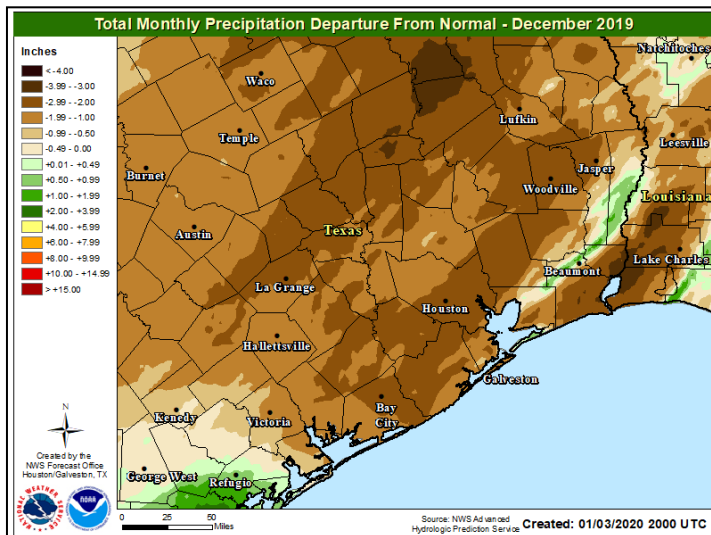 Total Monthly Precipitation Departure From Normal - December 2019
Inches
< -4.00
-3.99 - -3.00
-2.99 - -2.00
-1.99 - -1.00
-0.99 - -0.50
-0.49 - 0.00
+0.01 - +0.49
+0.50 - +0.99
+1.00 - +1.99
+2.00 - +3.99
+4.00 - +5.99
+6.00 - +7.99
+8.00 - +9.99
+10.00 - +14.99
> +15.00
Natchitoches
Waco
Lufkin
Temple
Leesville
Jasper
Burnet
Woodville
Louisiana
Austin
Texas
Lake Charles
Beaumont
La Grange
Houston
Hallettsville
Galveston
Bay
City
Kenedy
Victoria
George West
Refugio
N
Created by the
NWS Forecast Office
Houston/Galveston, TX
NOAA
0 25 50
Miles
Source: NWS Advanced
Hydrologic Prediction Service
Created: 01/03/2020 2000 UTC